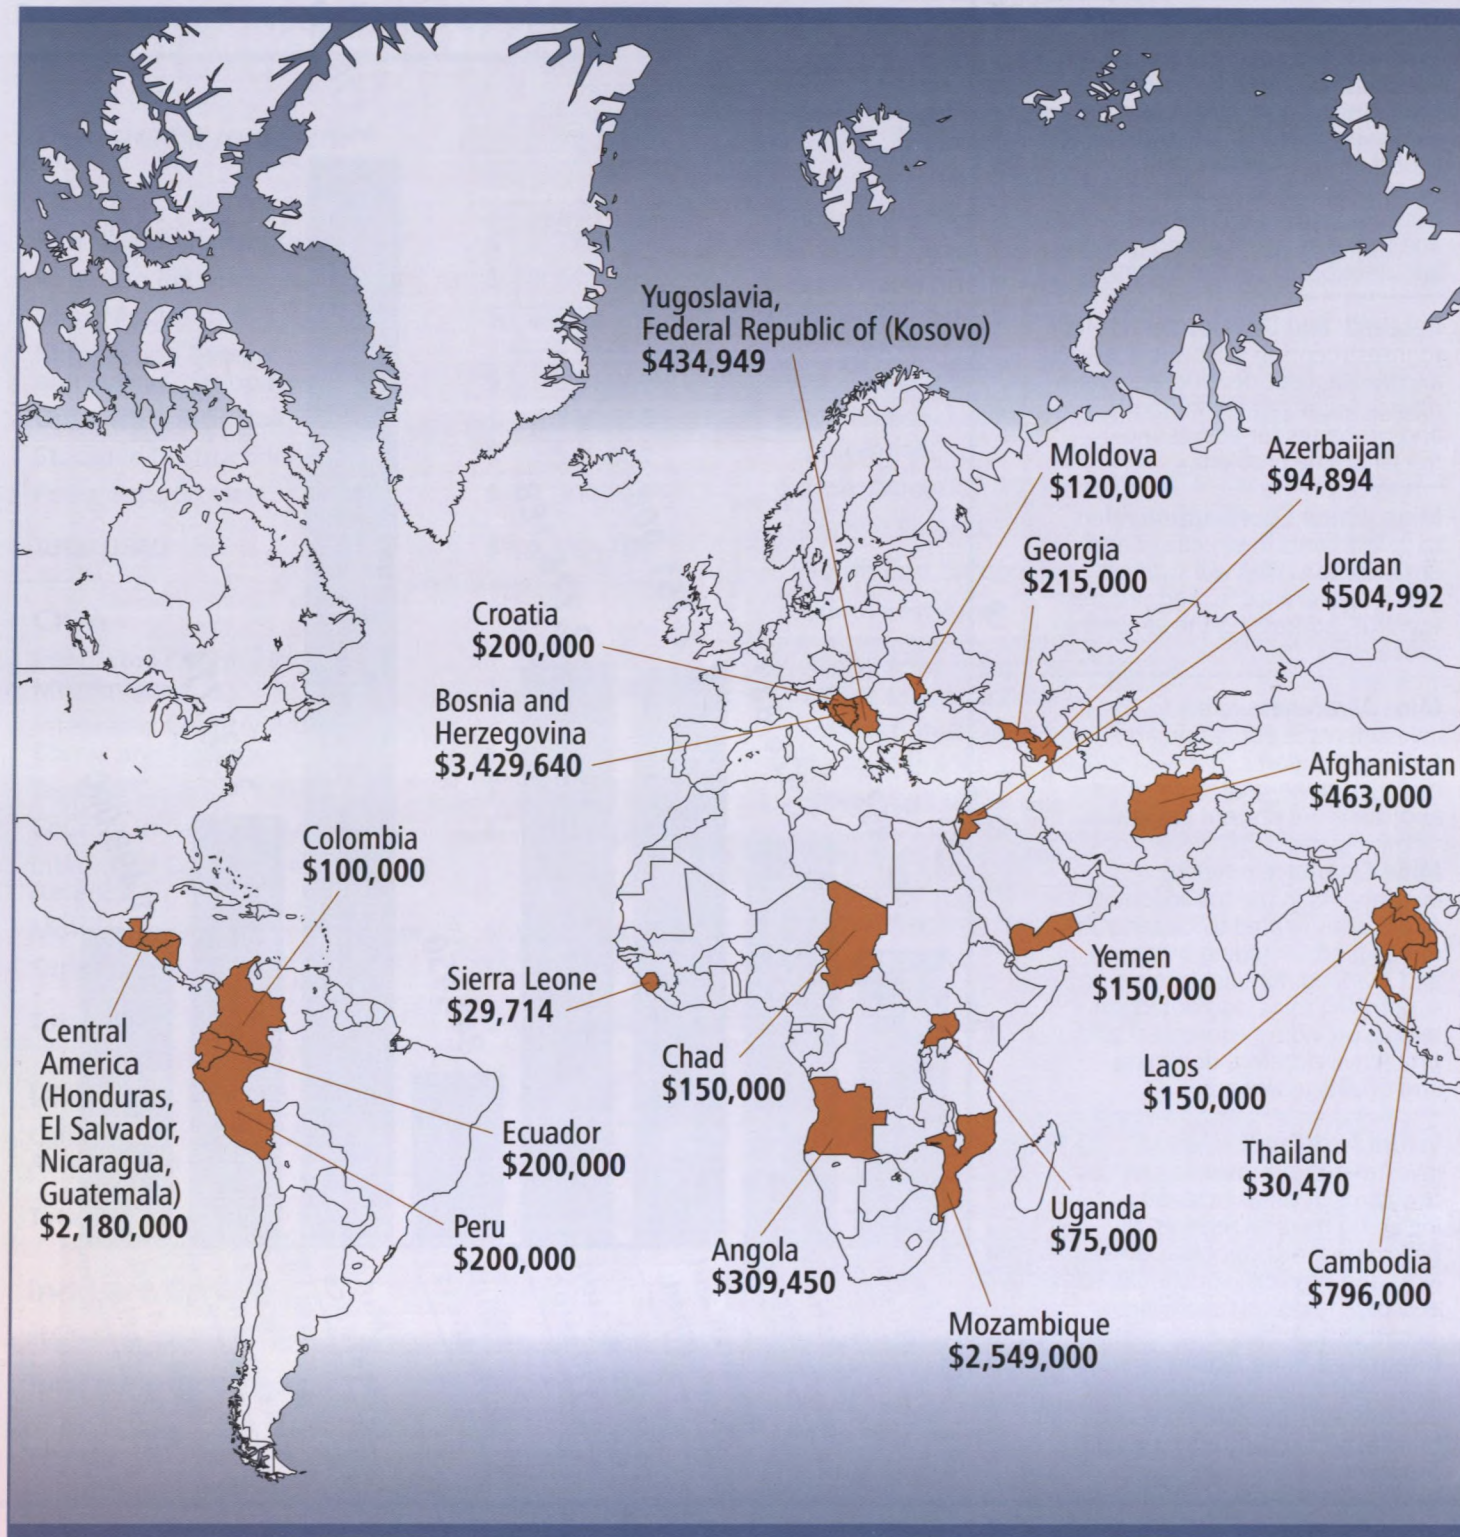 Yugoslavia,
Federal Republic of (Kosovo)
$434,949
Moldova
$120,000
Azerbaijan
$94,894
Georgia
$215,000
Jordan
$504,992
Croatia
$200,000
Bosnia and
Herzegovina
$3,429,640
Afghanistan
$463,000
Colombia
$100,000
Sierra Leone
$29,714
Yemen
$150,000
Central
America
(Honduras,
El Salvador,
Nicaragua,
Guatemala)
$2,180,000
Chad
$150,000
Laos
$150,000
Ecuador
$200,000
Thailand
$30,470
Peru
$200,000
Uganda
$75,000
Angola
$309,450
Cambodia
$796,000
Mozambique
$2,549,000